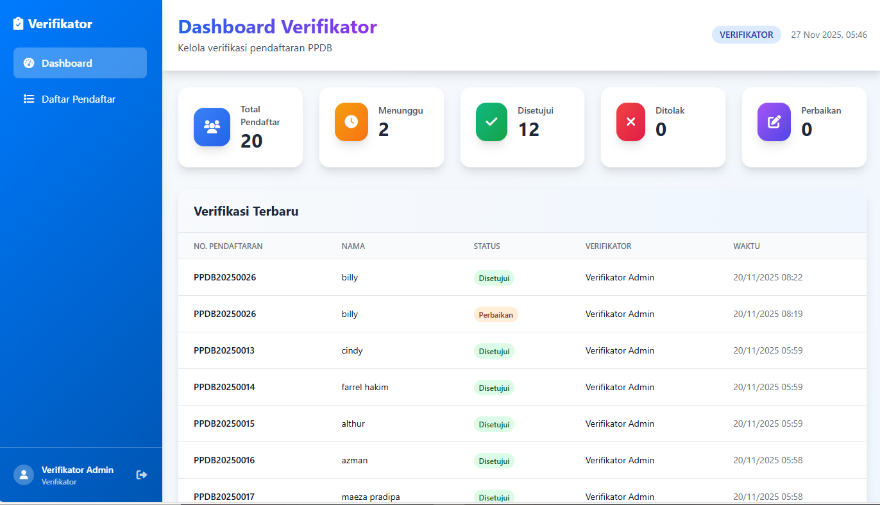 Verifikator
Dashboard
Daftar Pendaftar
Verifikator Admin
Verifikator
Dashboard Verifikator
Kelola verifikasi pendaftaran PPDB
VERIFIKATOR 27 Nov 2025, 05:46
Total Pendaftar
20
Menunggu
2
Disetujui
12
Ditolak
0
Perbaikan
0
Verifikasi Terbaru
NO. PENDAFTARAN NAMA STATUS VERIFIKATOR WAKTU
PPDB20250026 billy Disetujui Verifikator Admin 20/11/2025 08:22
PPDB20250026 billy Perbaikan Verifikator Admin 20/11/2025 08:19
PPDB20250013 cindy Disetujui Verifikator Admin 20/11/2025 05:59
PPDB20250014 farrel hakim Disetujui Verifikator Admin 20/11/2025 05:59
PPDB20250015 althur Disetujui Verifikator Admin 20/11/2025 05:59
PPDB20250016 azman Disetujui Verifikator Admin 20/11/2025 05:58
PPDB20250017 maeza pradipa Disetujui Verifikator Admin 20/11/2025 05:58